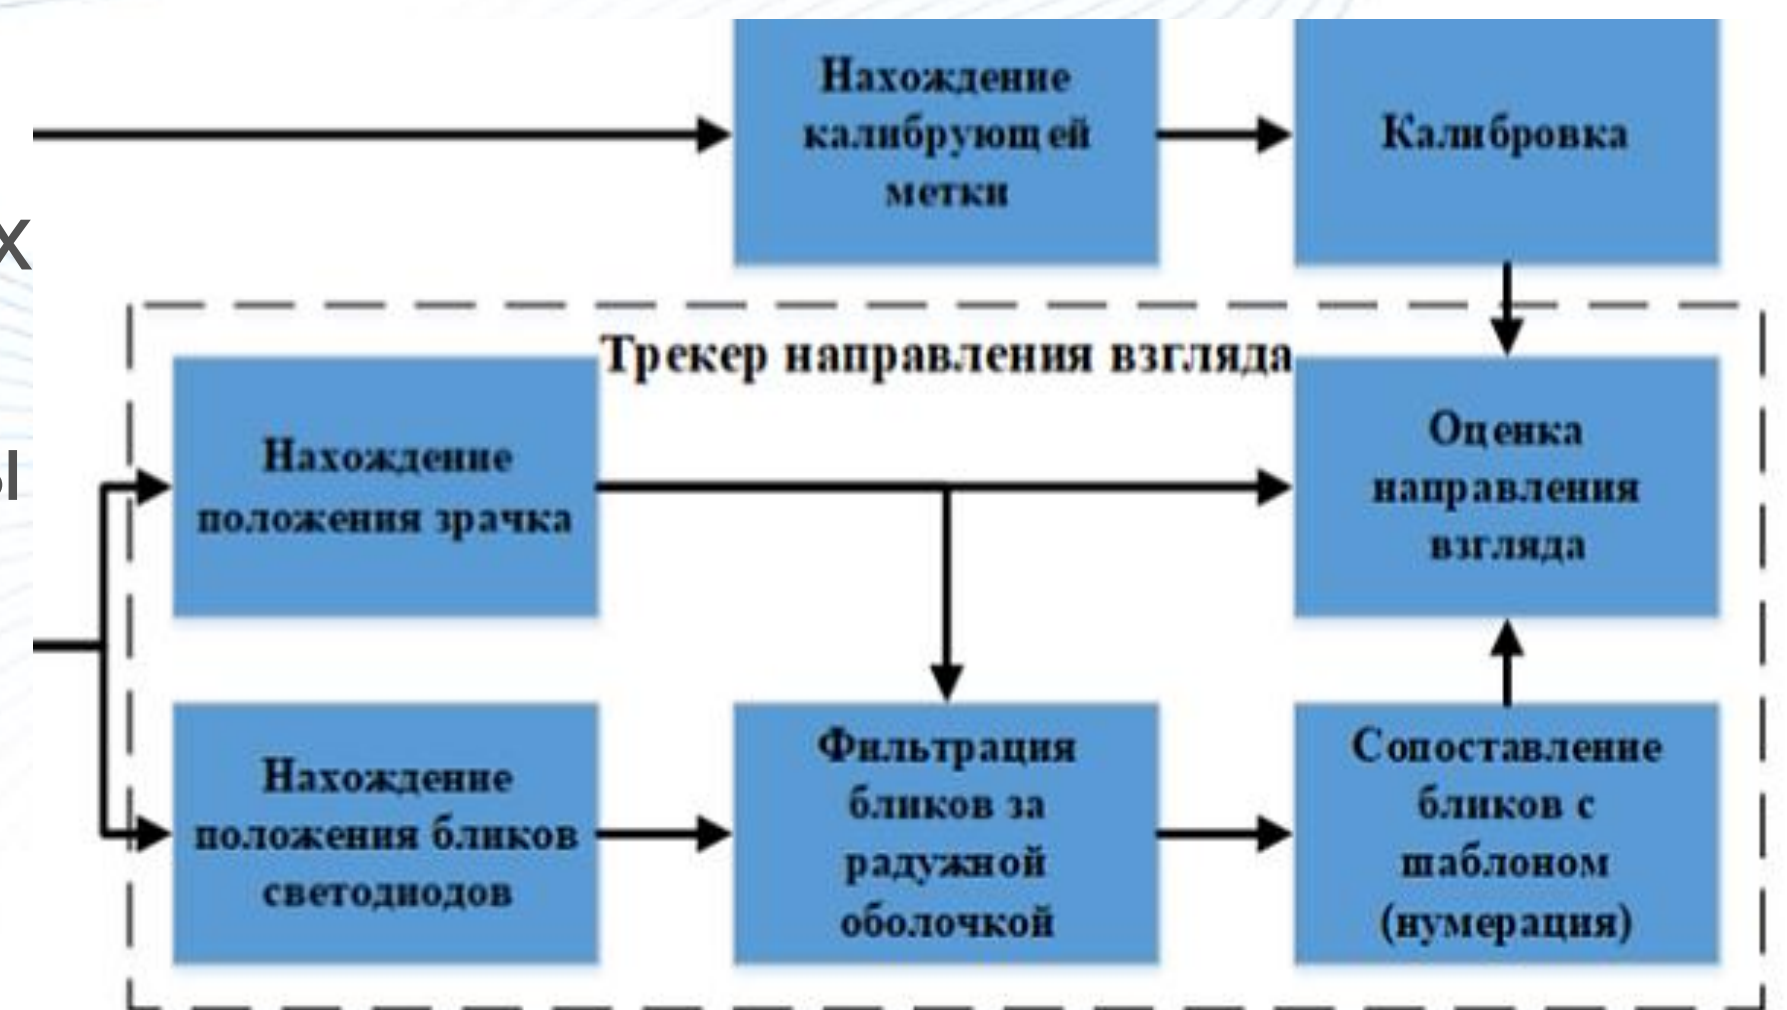 Нахождение
калибрующей
метки
Калибровка
Трекер направления взгляда
Нахождение
положения зрачка
Оценка
направления
взгляда
Нахождение
положения бликов
светодиодов
Фильтрация
бликов за
радужной
оболочкой
Сопоставление
бликов с
шаблоном
(нумерация)